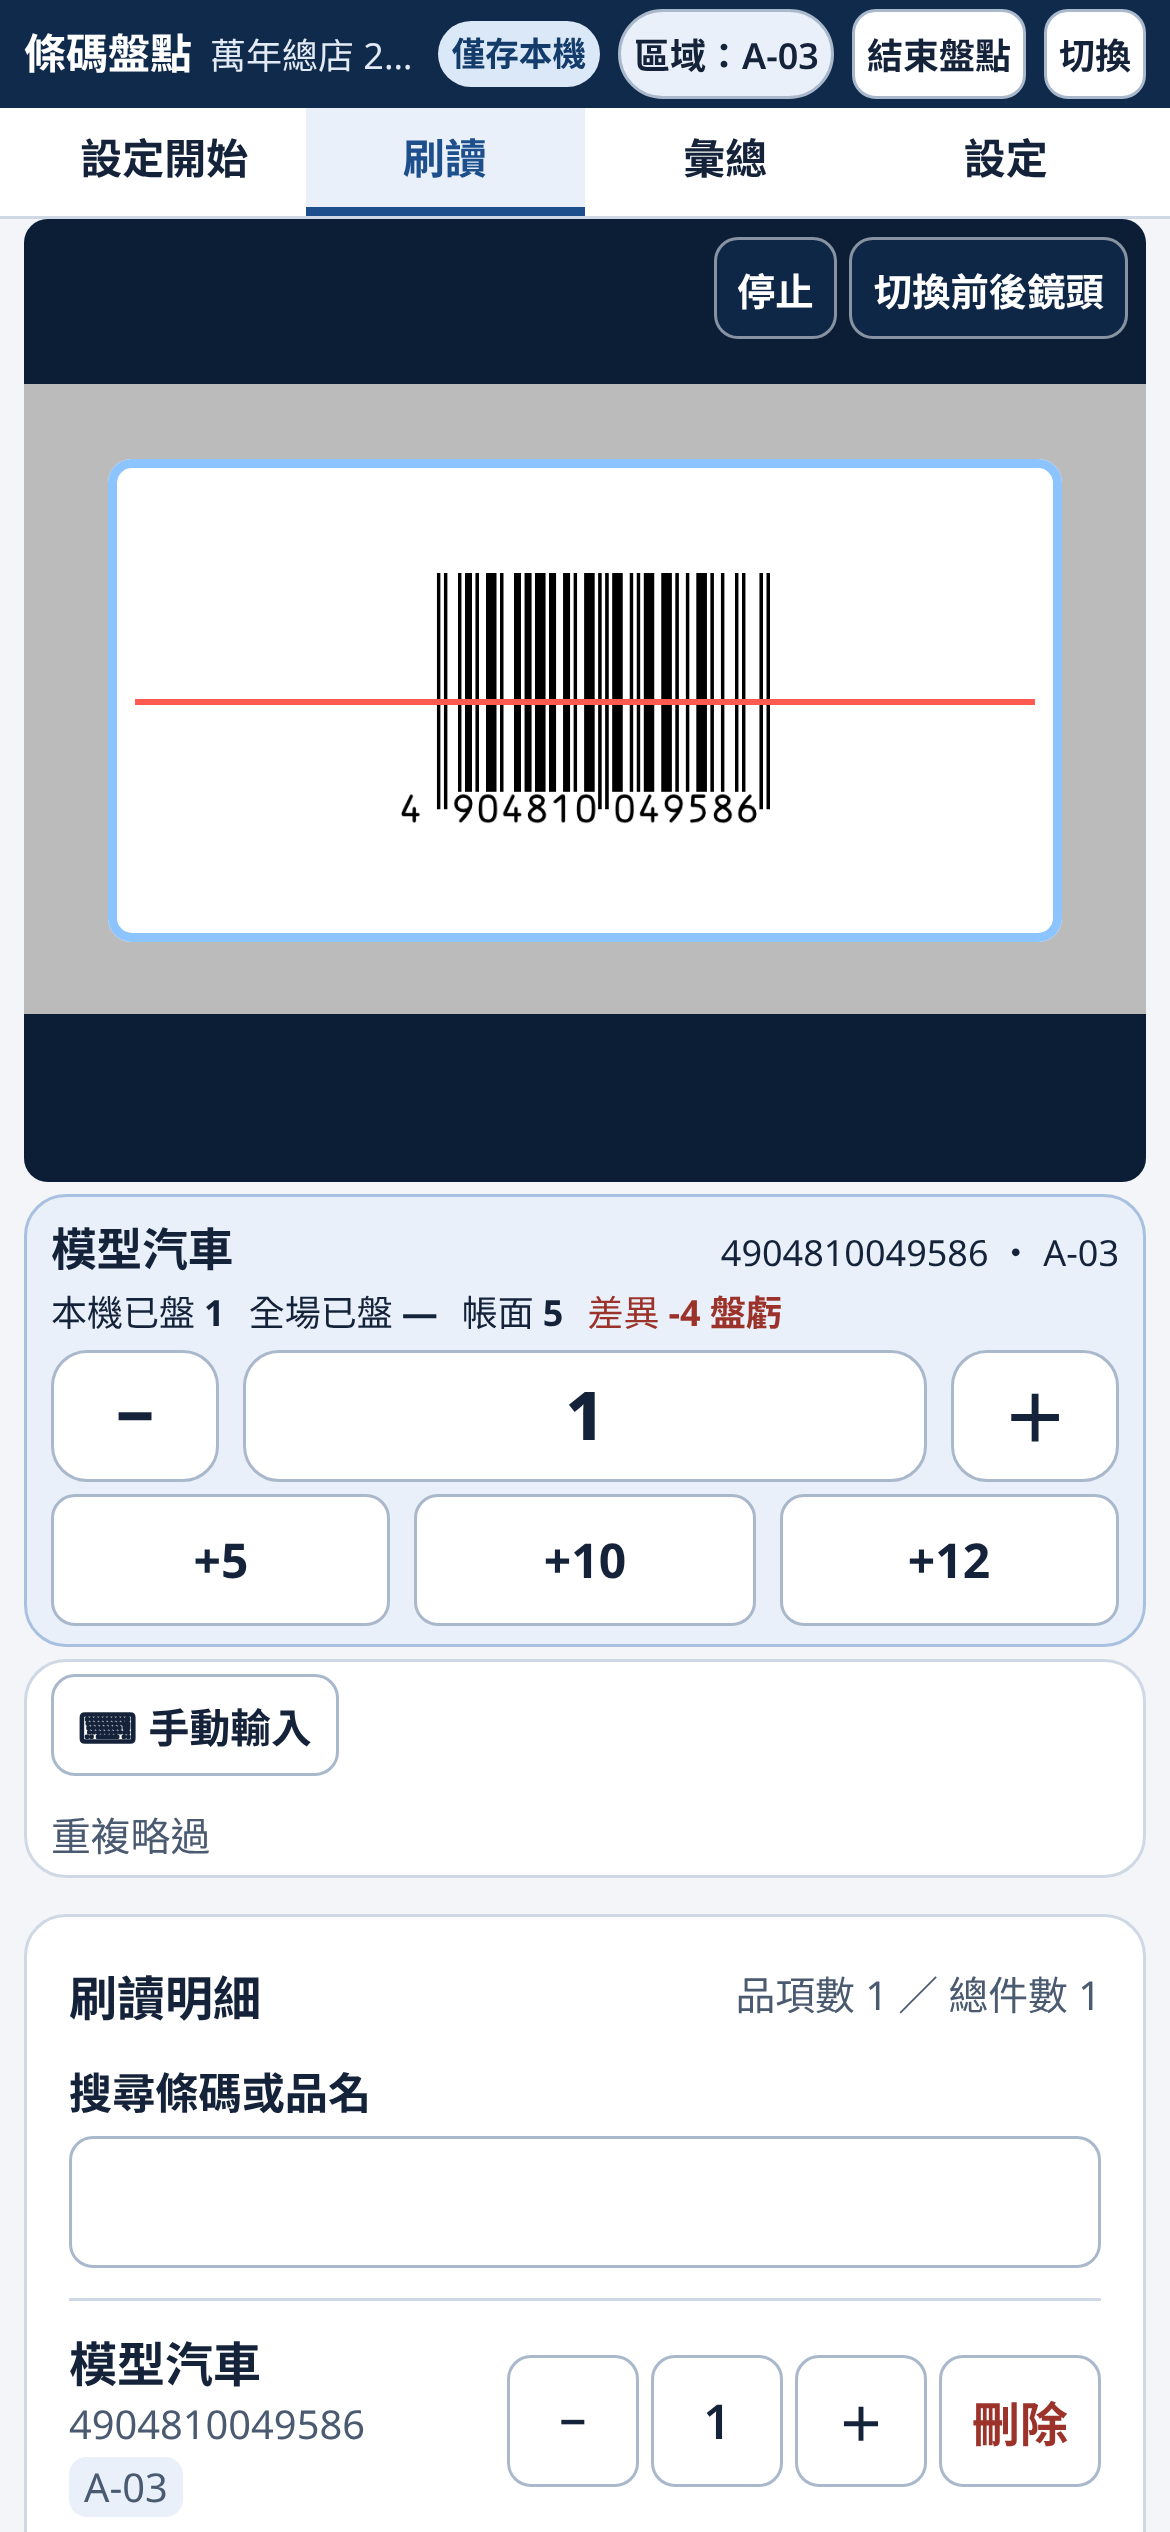 條碼盤點 萬年總店 2... 僅存本機 區域：A-03 結束盤點 切換
設定開始 刷讀 彙總 設定
停止 切換前後鏡頭
4 904810 049586
模型汽車 4904810049586 · A-03
本機已盤 1 全場已盤 — 帳面 5 差異 -4 盤虧
− 1 +
+5 +10 +12
⌨ 手動輸入
重複略過
刷讀明細 品項數 1 ／ 總件數 1
搜尋條碼或品名
模型汽車
4904810049586
A-03
− 1 + 刪除